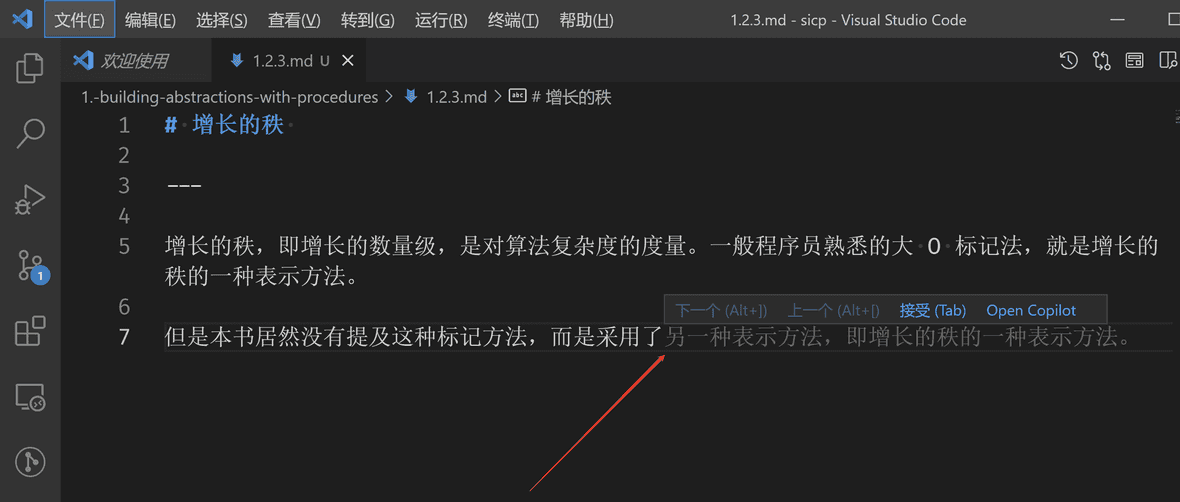 文件(F) 编辑(E) 选择(S) 查看(V) 转到(G) 运行(R) 终端(T) 帮助(H) 1.2.3.md - sicp - Visual Studio Code
欢迎使用 1.2.3.md U
1.-building-abstractions-with-procedures > 1.2.3.md > abc # 增长的秩
1 # 增长的秩
2
3 ---
4
5 增长的秩，即增长的数量级，是对算法复杂度的度量。一般程序员熟悉的大 O 标记法，就是增长的
秩的一种表示方法。
6
下一个 (Alt+]) 上一个 (Alt+[) 接受 (Tab) Open Copilot
7 但是本书居然没有提及这种标记方法，而是采用了另一种表示方法，即增长的秩的一种表示方法。
1